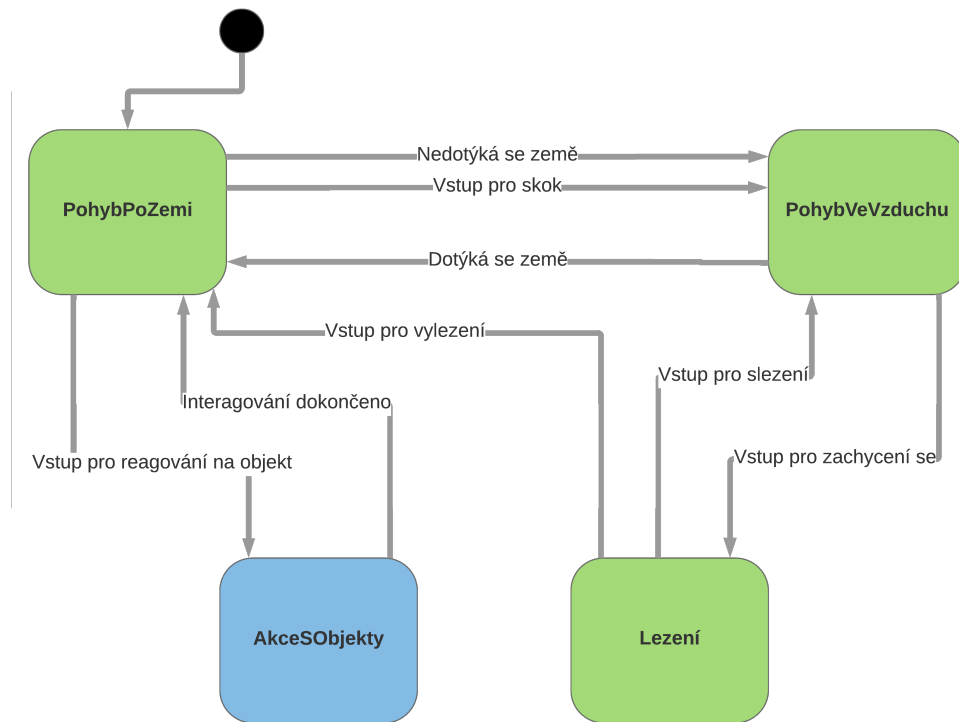 Nedotýká se země
Vstup pro skok
PohybPoZemi
PohybVeVzduchu
Dotýká se země
Vstup pro vylezení
Vstup pro slezení
Interagování dokončeno
Vstup pro reagování na objekt
Vstup pro zachycení se
AkceSObjekty
Lezení